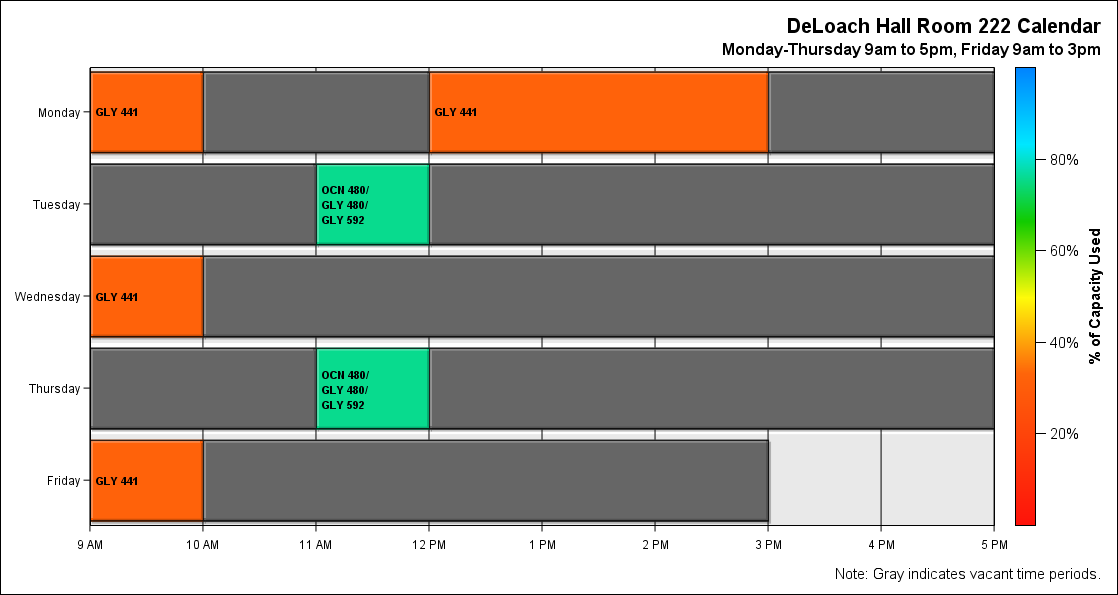 DeLoach Hall Room 222 Calendar
Monday-Thursday 9am to 5pm, Friday 9am to 3pm
Monday
GLY 441
GLY 441
Tuesday
OCN 480/
GLY 480/
GLY 592
Wednesday
GLY 441
Thursday
OCN 480/
GLY 480/
GLY 592
Friday
GLY 441
9 AM
10 AM
11 AM
12 PM
1 PM
2 PM
3 PM
4 PM
5 PM
80%
60%
40%
20%
% of Capacity Used
Note: Gray indicates vacant time periods.